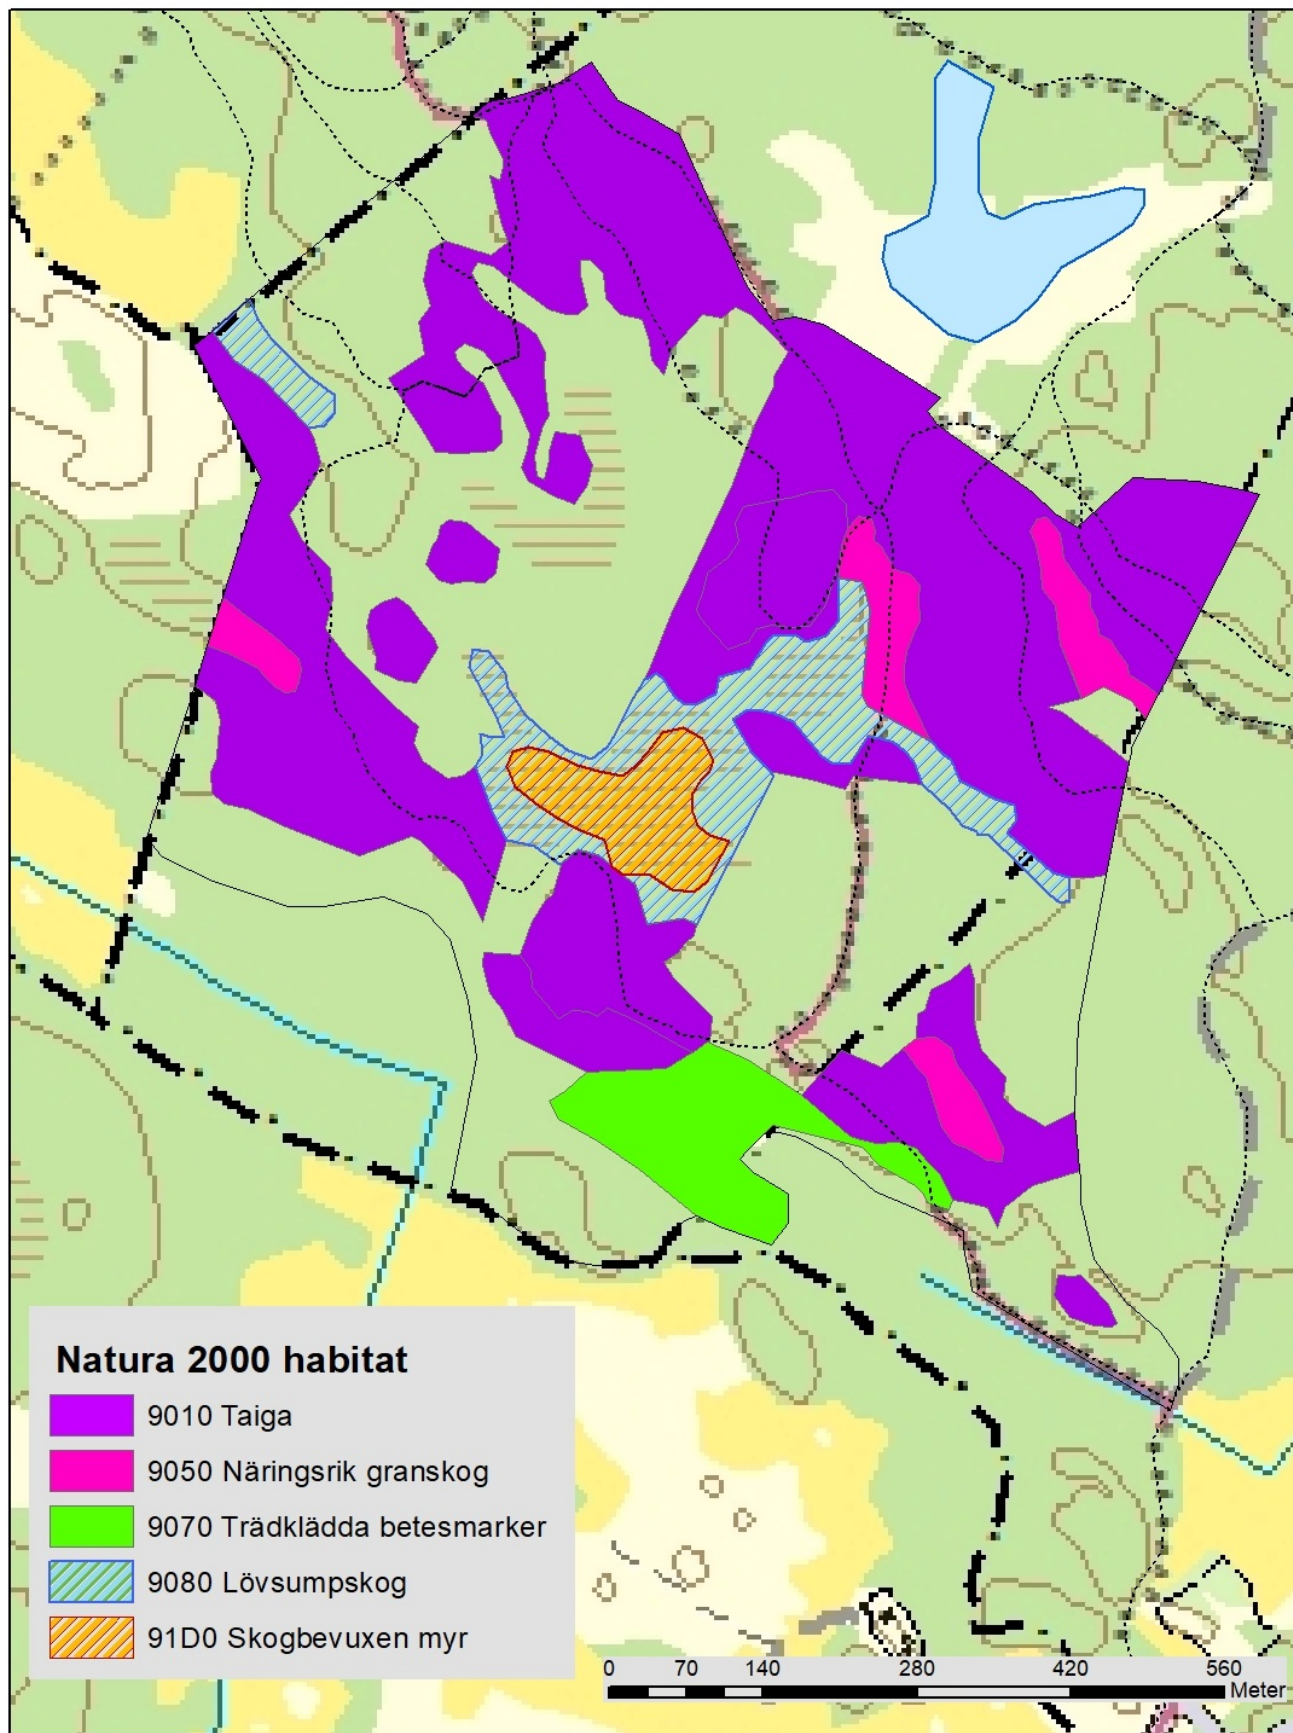 Natura 2000 habitat
9010 Taiga
9050 Näringsrik granskog
9070 Trädklädda betesmarker
9080 Lövsumpskog
91D0 Skogbevuxen myr
0 70 140 280 420 560
Meter